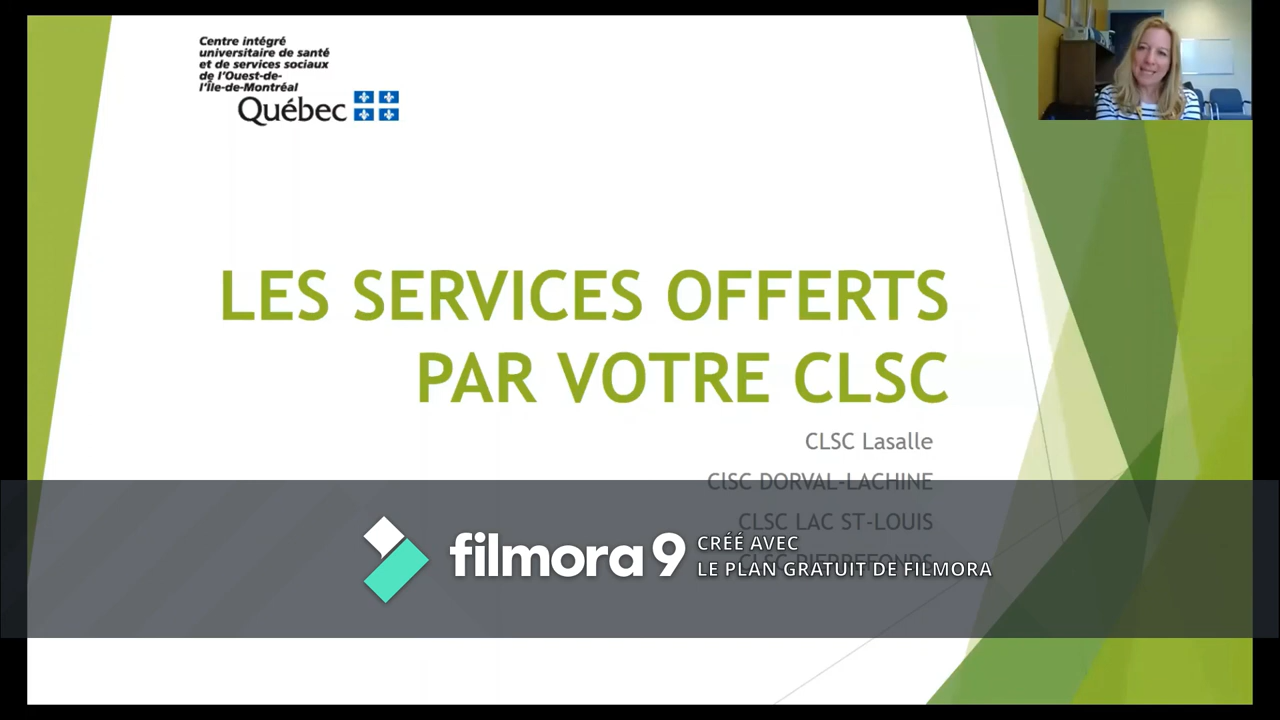 Centre intégré
universitaire de santé
et de services sociaux
de l'Ouest-de-
l'Île-de-Montréal
Québec
LES SERVICES OFFERTS
PAR VOTRE CLSC
CLSC Lasalle
ClSC DORVAL-LACHINE
CLSC LAC ST-LOUIS
CLSC PIERREFONDS
filmora9
CRÉÉ AVEC
LE PLAN GRATUIT DE FILMORA